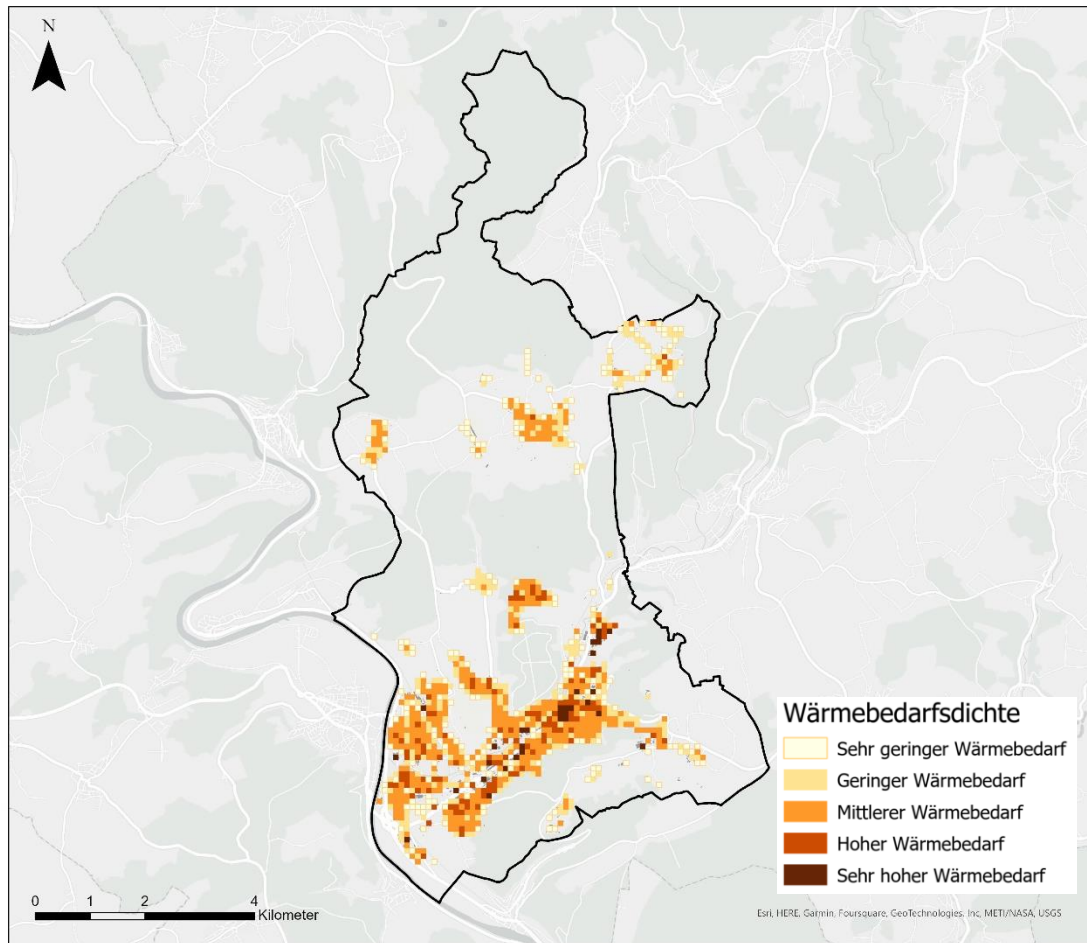 N
Wärmebedarfsdichte
Sehr geringer Wärmebedarf
Geringer Wärmebedarf
Mittlerer Wärmebedarf
Hoher Wärmebedarf
Sehr hoher Wärmebedarf
0 1 2 4
Kilometer
Esri, HERE, Garmin, Foursquare, GeoTechnologies, Inc, METI/NASA, USGS